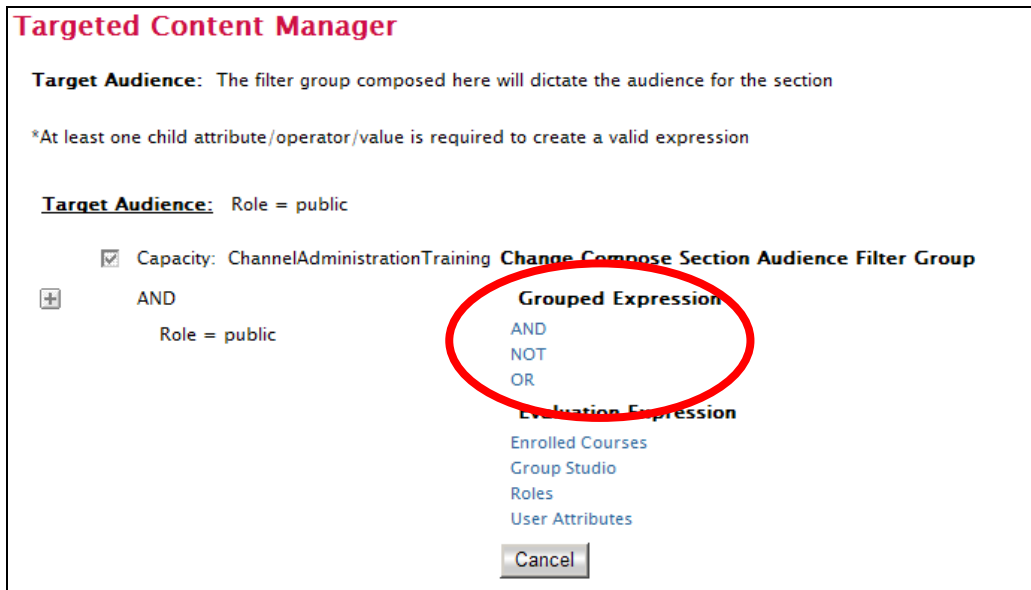 Targeted Content Manager
Target Audience: The filter group composed here will dictate the audience for the section
*At least one child attribute/operator/value is required to create a valid expression
Target Audience: Role = public
Capacity: ChannelAdministrationTraining Change Compose Section Audience Filter Group
AND Grouped Expression
Role = public AND
NOT
OR
Evaluation Expression
Enrolled Courses
Group Studio
Roles
User Attributes
Cancel